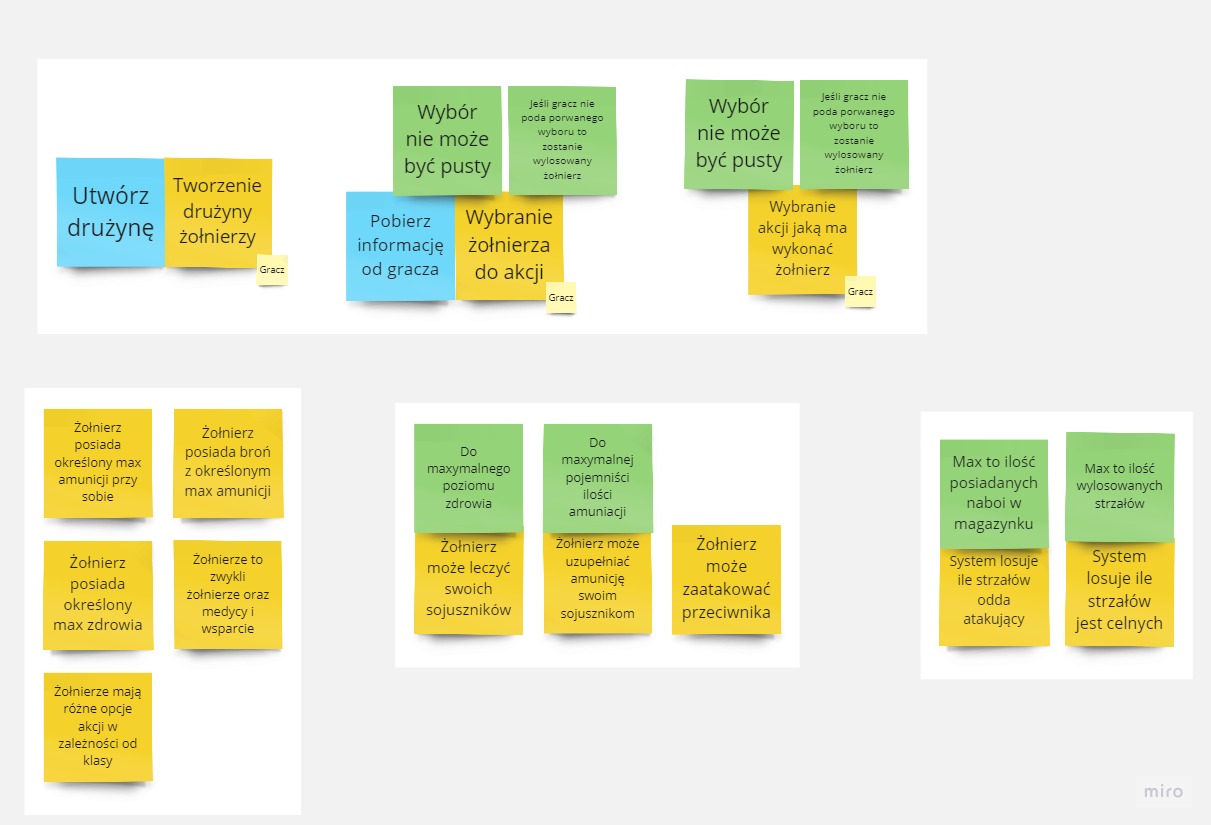 Utwórz
drużynę
Tworzenie
drużyny
żołnierzy
Gracz
Wybór
nie może
być pusty
Jeśli gracz nie
poda porwanego
wyboru to
zostanie
wylosowany
żołnierz
Pobierz
informację
od gracza
Wybranie
żołnierza
do akcji
Gracz
Wybór
nie może
być pusty
Jeśli gracz nie
poda porwanego
wyboru to
zostanie
wylosowany
żołnierz
Wybranie
akcji jaką ma
wykonać
żołnierz
Gracz
Żołnierz
posiada
określony max
amunicji przy
sobie
Żołnierz
posiada broń
z określonym
max amunicji
Żołnierz
posiada
określony
max zdrowia
Żołnierze to
zwykli
żołnierze oraz
medycy i
wsparcie
Żołnierze mają
różne opcje
akcji w
zależności od
klasy
Do
maxymalnego
poziomu
zdrowia
Do
maxymalnej
pojemniści
ilości
amuniacji
Żołnierz
może leczyć
swoich
sojuszników
Żołnierz może
uzupełniać
amunicję
swoim
sojusznikom
Żołnierz
może
zaatakować
przeciwnika
Max to ilość
posiadanych
naboi w
magazynku
Max to ilość
wylosowanych
strzałów
System losuje
ile strzałów
odda
atakujący
System
losuje ile
strzałów
jest celnych
miro